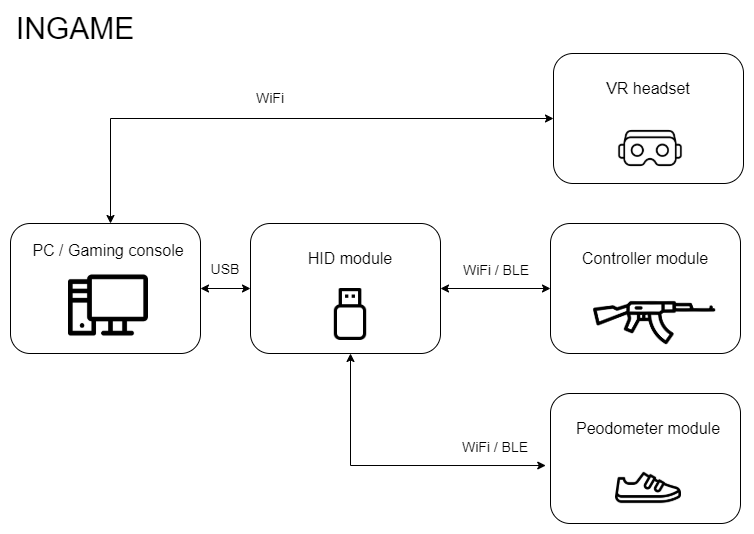 INGAME
VR headset
WiFi
PC / Gaming console
USB
HID module
WiFi / BLE
Controller module
WiFi / BLE
Peodometer module